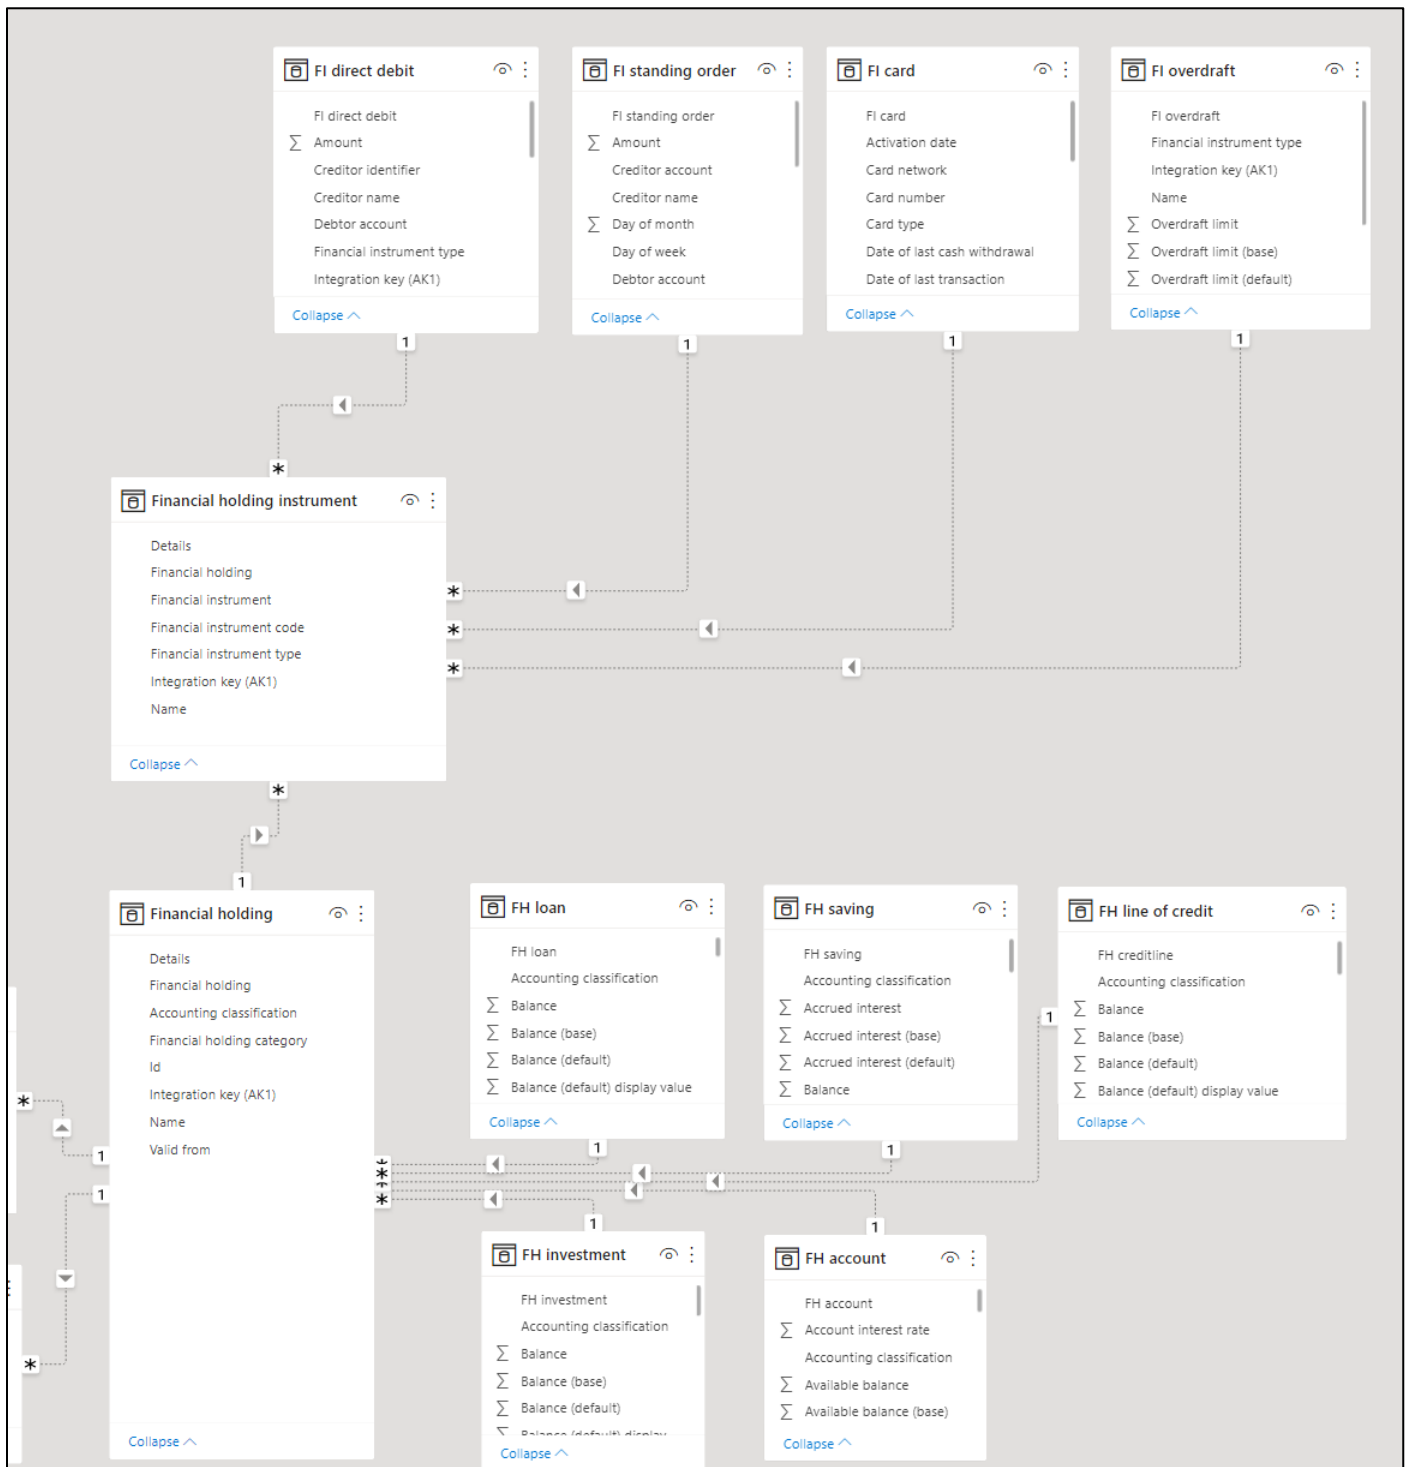 FI direct debit
FI direct debit
Amount
Creditor identifier
Creditor name
Debtor account
Financial instrument type
Integration key (AK1)
Collapse
FI standing order
FI standing order
Amount
Creditor account
Creditor name
Day of month
Day of week
Debtor account
Collapse
FI card
FI card
Activation date
Card network
Card number
Card type
Date of last cash withdrawal
Date of last transaction
Collapse
FI overdraft
FI overdraft
Financial instrument type
Integration key (AK1)
Name
Overdraft limit
Overdraft limit (base)
Overdraft limit (default)
Collapse
1
1
1
1
*
Financial holding instrument
Details
Financial holding
Financial instrument
Financial instrument code
Financial instrument type
Integration key (AK1)
Name
Collapse
*
*
*
*
1
Financial holding
Details
Financial holding
Accounting classification
Financial holding category
Id
Integration key (AK1)
Name
Valid from
Collapse
FH loan
FH loan
Accounting classification
Balance
Balance (base)
Balance (default)
Balance (default) display value
Collapse
FH saving
FH saving
Accounting classification
Accrued interest
Accrued interest (base)
Accrued interest (default)
Balance
Collapse
FH line of credit
FH creditline
Accounting classification
Balance
Balance (base)
Balance (default)
Balance (default) display value
Collapse
1
*
1
1
*
1
1
*
*
1
1
FH investment
FH investment
Accounting classification
Balance
Balance (base)
Balance (default)
Balance (default) display
Collapse
FH account
FH account
Account interest rate
Accounting classification
Available balance
Available balance (base)
Collapse